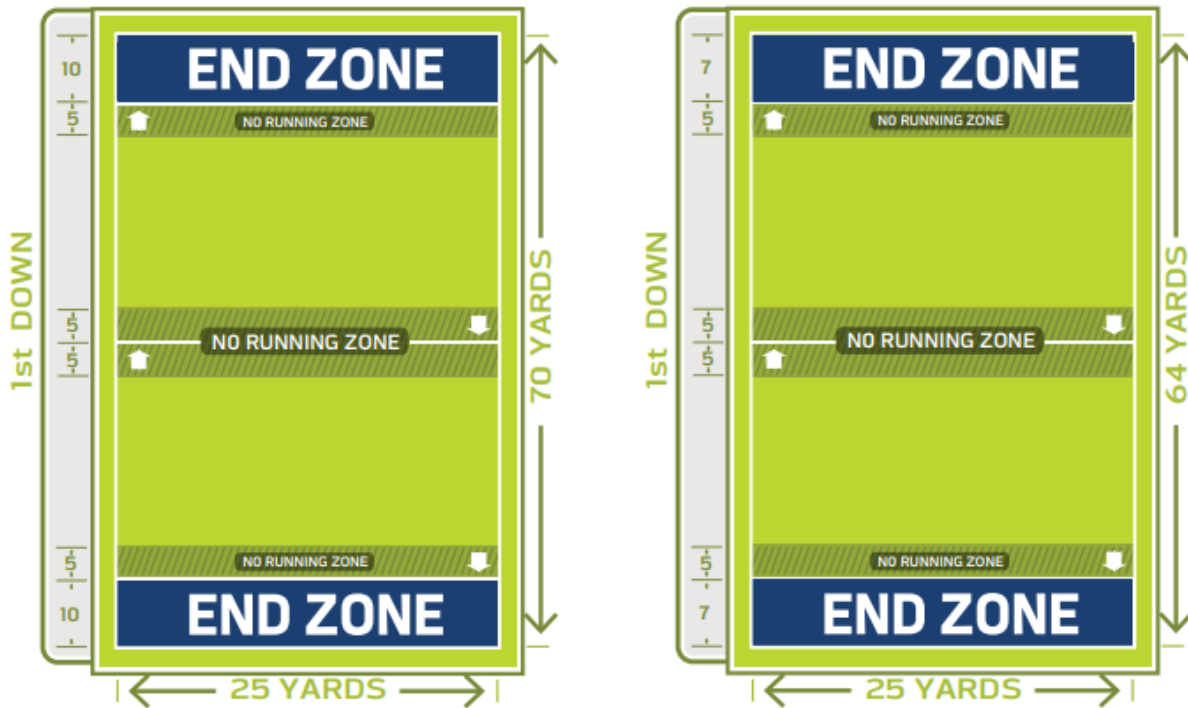 END ZONE
10
5
NO RUNNING ZONE
1st DOWN
70 YARDS
5
NO RUNNING ZONE
5
5
NO RUNNING ZONE
10
END ZONE
25 YARDS
END ZONE
7
5
NO RUNNING ZONE
1st DOWN
64 YARDS
5
NO RUNNING ZONE
5
5
NO RUNNING ZONE
7
END ZONE
25 YARDS